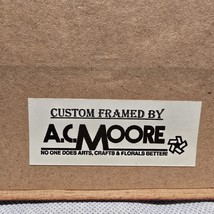 CUSTOM FRAMED BY
A.C.MOORE
NO ONE DOES ARTS, CRAFTS & FLORALS BETTER!